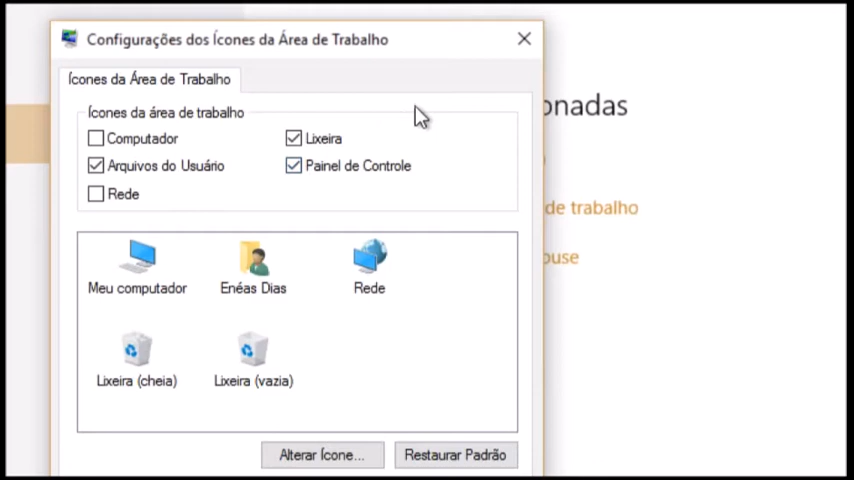 Configurações dos Ícones da Área de Trabalho
Ícones da Área de Trabalho
Ícones da área de trabalho
Computador
Lixeira
Arquivos do Usuário
Painel de Controle
Rede
Meu computador
Enéas Dias
Rede
Lixeira (cheia)
Lixeira (vazia)
Alterar Ícone...
Restaurar Padrão
onadas
de trabalho
ouse